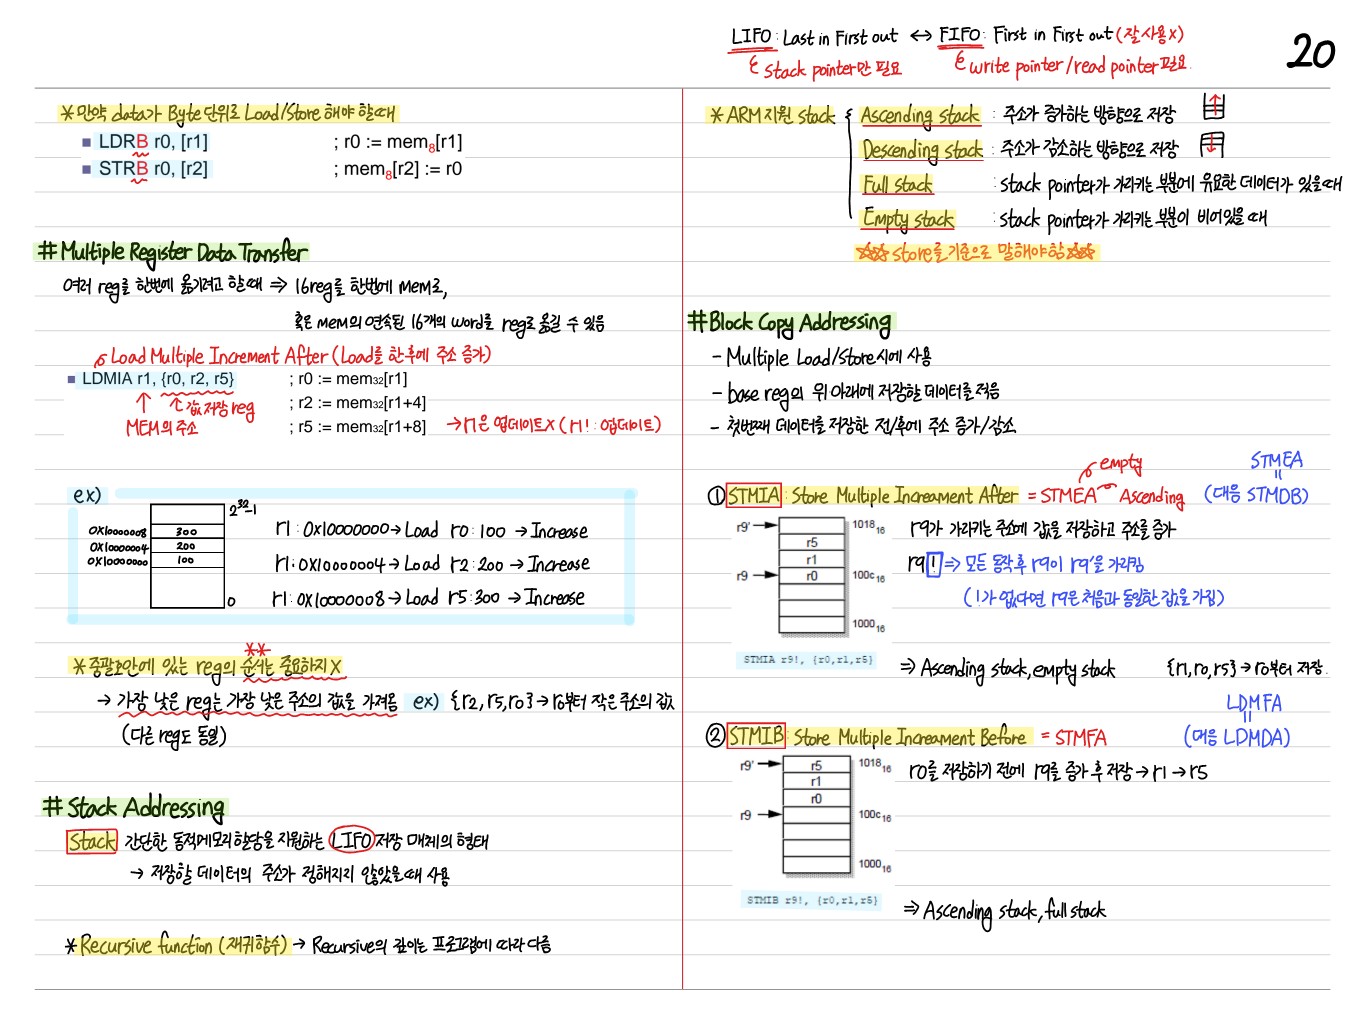 LIFO : Last in First out ↔ FIFO : First in First out (잘 사용 X)
stack pointer만 필요
write pointer/read pointer 필요.
20
* 만약 data가 Byte 단위로 Load/Store 해야 할때
■ LDRB r0, [r1] ; r0 := mem8[r1]
■ STRB r0, [r2] ; mem8[r2] := r0
# Multiple Register Data Transfer
여러 reg를 한번에 옮기려고 할때 ⇒ 16reg를 한번에 mem로,
혹은 mem의 연속된 16개의 word를 reg로 옮길 수 있음
Load Multiple Increment After (Load를 한후에 주소 증가)
■ LDMIA r1, {r0, r2, r5} ; r0 := mem32[r1]
↑ ↑ 값 저장 reg ; r2 := mem32[r1+4]
MEM의 주소 ; r5 := mem32[r1+8] → r1은 업데이트X (r1! : 업데이트)
ex)
2^32-1
0X10000008 300
0X10000004 200
0X10000000 100
0
r1 : 0X10000000 → Load r0 : 100 → Increase
r1 : 0X10000004 → Load r2 : 200 → Increase
r1 : 0X10000008 → Load r5 : 300 → Increase
**
* 중괄호안에 있는 reg의 순서는 중요하지 X
→ 가장 낮은 reg는 가장 낮은 주소의 값을 가져옴 ex) {r2, r5, r0} → r0부터 작은 주소의 값
(다른 reg도 동일)
# Stack Addressing
Stack 간단한 동적메모리할당을 지원하는 LIFO 저장 매체의 형태
→ 저장할 데이터의 주소가 정해지지 않았을때 사용
* Recursive function (재귀함수) → Recursive의 깊이는 프로그램에 따라 다름
* ARM 지원 stack
Ascending stack : 주소가 증가하는 방향으로 저장
Descending stack : 주소가 감소하는 방향으로 저장
Full stack : stack pointer가 가리키는 부분에 유효한 데이터가 있을때
Empty stack : stack pointer가 가리키는 부분이 비어있을 때
☆☆ store를 기준으로 말해야함 ☆☆
# Block Copy Addressing
- Multiple Load/Store시에 사용
- base reg의 위 아래에 저장할 데이터를 적음
- 첫번째 데이터를 저장한 전/후에 주소 증가/감소
empty STMEA
=
① STMIA : Store Multiple Increament After = STMEA Ascending (대응 STMDB)
r9' → 1018 16
r5
r1
r9 → r0 100c 16
1000 16
STMIA r9!, {r0,r1,r5}
r9가 가리키는 주소에 값을 저장하고 주소를 증가
r9! ⇒ 모든 동작 후 r9이 r9'을 가리킴
(!가 없다면 r9은 처음과 동일한 값을 가짐)
⇒ Ascending stack, empty stack {r1, r0, r5} → r0부터 저장.
LDMFA
=
② STMIB : Store Multiple Increament Before = STMFA (대응 LDMDA)
r9' → r5 1018 16
r1
r0
r9 → 100c 16
1000 16
STMIB r9!, {r0,r1,r5}
r0를 저장하기 전에 r9를 증가 후 저장 → r1 → r5
⇒ Ascending stack, full stack